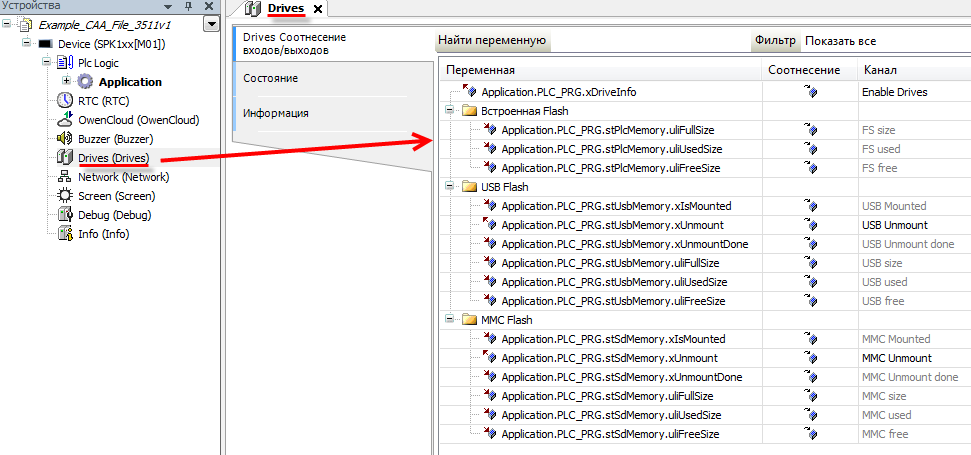 Устройства
Example_CAA_File_3511v1
Device (SPK1xx[M01])
Plc Logic
Application
RTC (RTC)
OwenCloud (OwenCloud)
Buzzer (Buzzer)
Drives (Drives)
Network (Network)
Screen (Screen)
Debug (Debug)
Info (Info)
Drives
Drives Соотнесение
входов/выходов
Состояние
Информация
Найти переменную Фильтр Показать все
Переменная Соотнесение Канал
Application.PLC_PRG.xDriveInfo Enable Drives
Встроенная Flash
Application.PLC_PRG.stPlcMemory.uliFullSize FS size
Application.PLC_PRG.stPlcMemory.uliUsedSize FS used
Application.PLC_PRG.stPlcMemory.uliFreeSize FS free
USB Flash
Application.PLC_PRG.stUsbMemory.xIsMounted USB Mounted
Application.PLC_PRG.stUsbMemory.xUnmount USB Unmount
Application.PLC_PRG.stUsbMemory.xUnmountDone USB Unmount done
Application.PLC_PRG.stUsbMemory.uliFullSize USB size
Application.PLC_PRG.stUsbMemory.uliUsedSize USB used
Application.PLC_PRG.stUsbMemory.uliFreeSize USB free
MMC Flash
Application.PLC_PRG.stSdMemory.xIsMounted MMC Mounted
Application.PLC_PRG.stSdMemory.xUnmount MMC Unmount
Application.PLC_PRG.stSdMemory.xUnmountDone MMC Unmount done
Application.PLC_PRG.stSdMemory.uliFullSize MMC size
Application.PLC_PRG.stSdMemory.uliUsedSize MMC used
Application.PLC_PRG.stSdMemory.uliFreeSize MMC free